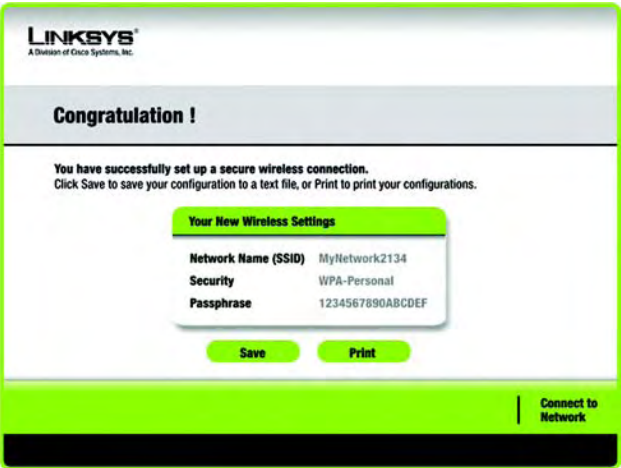 LINKSYS®
A Division of Cisco Systems, Inc.
Congratulation !
You have successfully set up a secure wireless connection.
Click Save to save your configuration to a text file, or Print to print your configurations.
Your New Wireless Settings
Network Name (SSID) MyNetwork2134
Security WPA-Personal
Passphrase 1234567890ABCDEF
Save Print
Connect to
Network